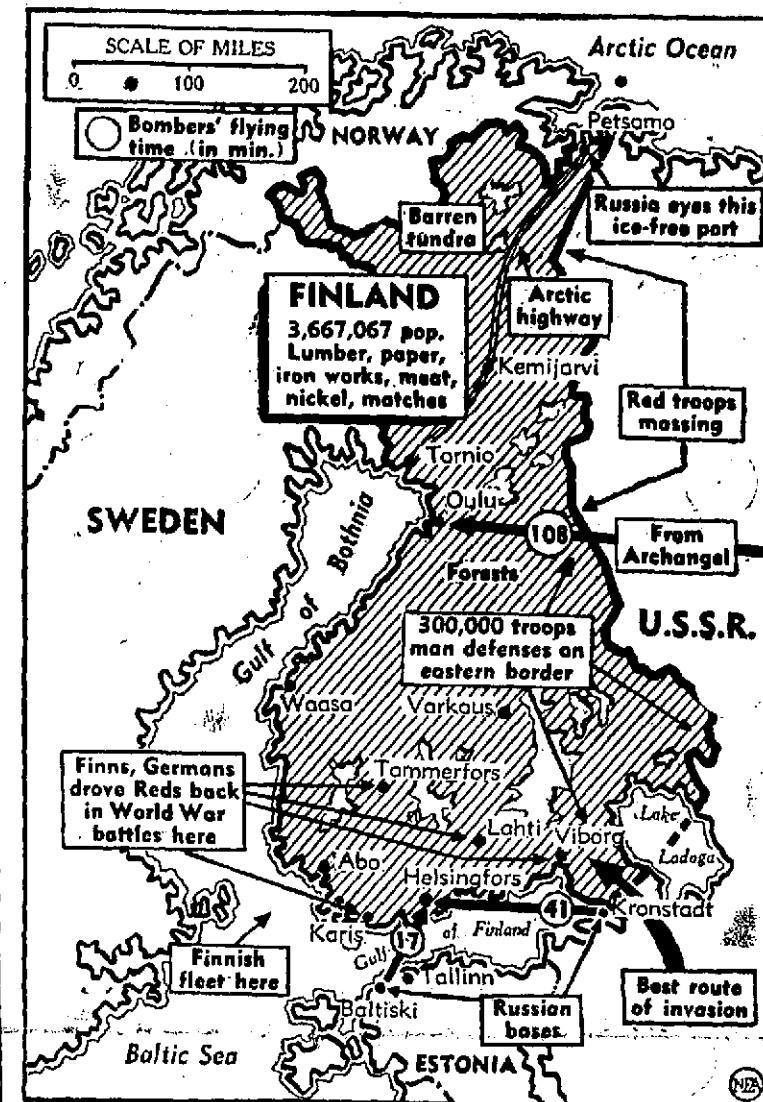 SCALE OF MILES
0 100 200
Bombers' flying
time (in min.)
Arctic Ocean
NORWAY
Petsamo
Russia eyes this
ice-free port
Barren
tundra
Arctic
highway
FINLAND
3,667,067 pop.
Lumber, paper,
iron works, meat,
nickel, matches
Kemijarvi
Red troops
massing
Tornio
Oulu
SWEDEN
Gulf of Bothnia
108
From
Archangel
Forests
U.S.S.R.
300,000 troops
man defenses on
eastern border
Waasa
Varkaus
Finns, Germans
drove Reds back
in World War
battles here
Tammerfors
Lahti
Viborg
Lake
Ladoga
Abo
Helsingfors
Karis
17
41
Kronstadt
Gulf of Finland
Finnish
fleet here
Tallinn
Baltiski
Russian
bases
Best route
of invasion
Baltic Sea
ESTONIA
NEA